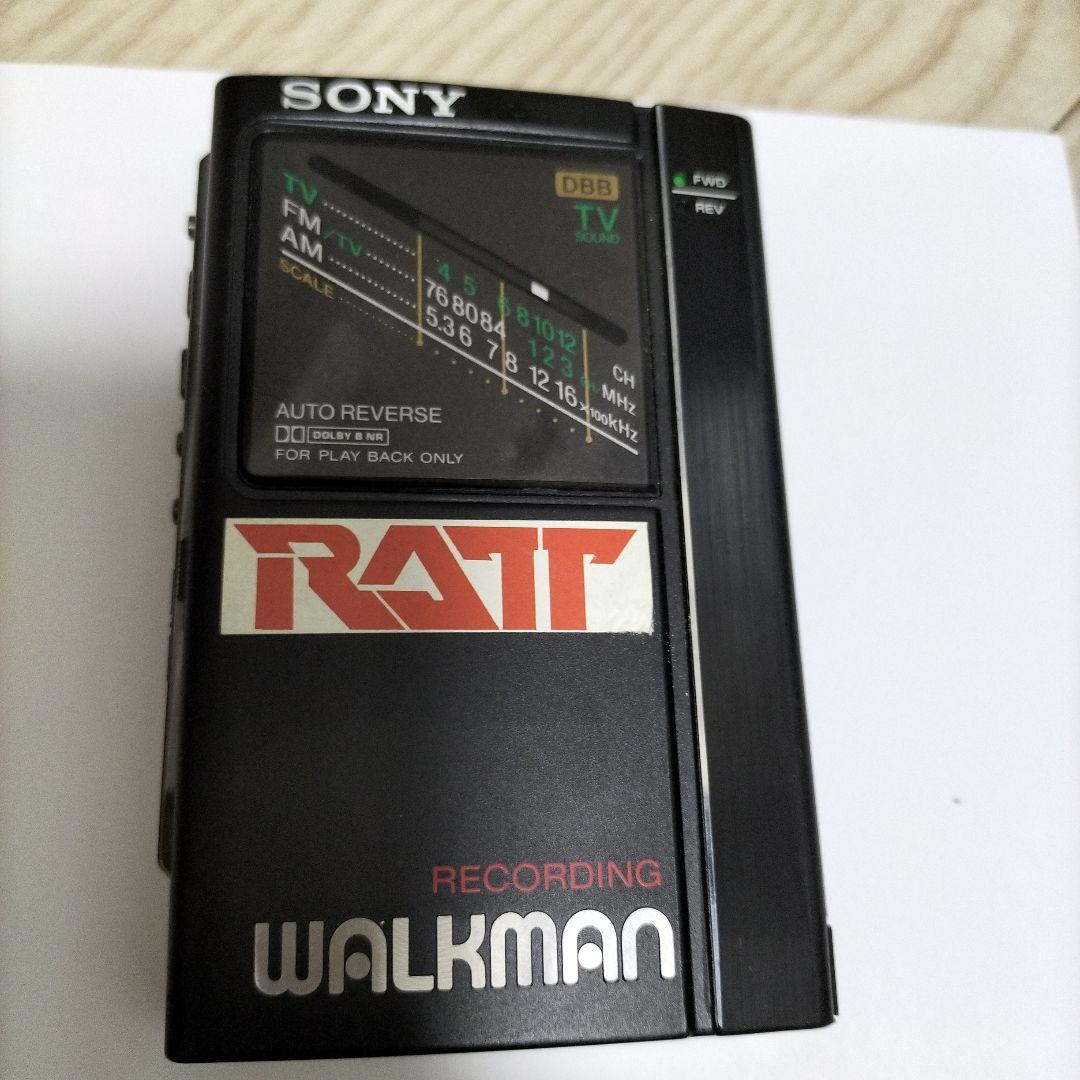 SONY
DBB
TV
SOUND
FWD
REV
TV 4 5 6 8 10 12 CH
FM/TV 76 80 84 1 2 3 CH MHz
AM 5.3 6 7 8 12 16 ×100kHz
SCALE
AUTO REVERSE
DOLBY B NR
FOR PLAY BACK ONLY
RATT
RECORDING
WALKMAN